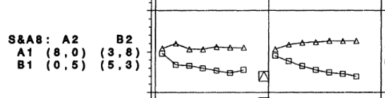 S&A8: A2 B2
A1 (8,0) (3,8)
B1 (0,5) (5,3)